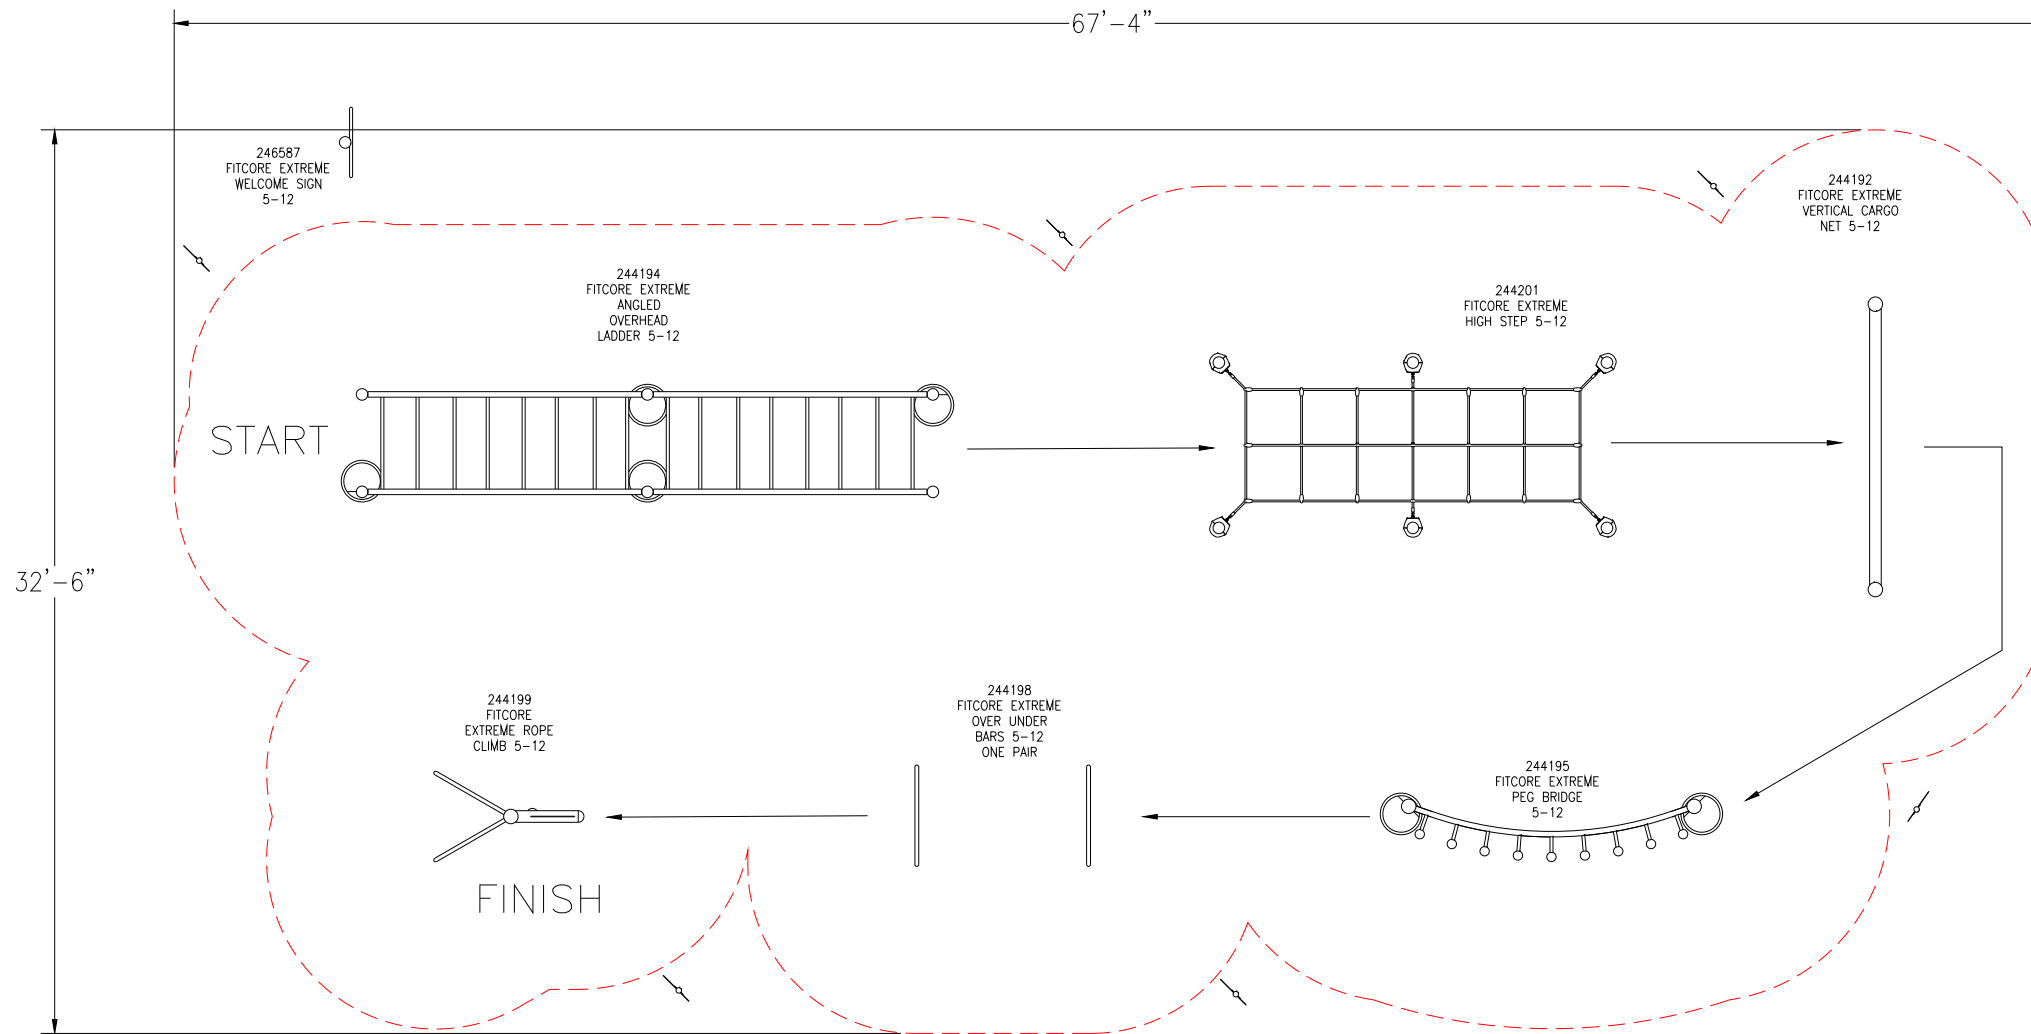 67'-4"
246587
FITCORE EXTREME
WELCOME SIGN
5-12
244192
FITCORE EXTREME
VERTICAL CARGO
NET 5-12
244194
FITCORE EXTREME
ANGLED
OVERHEAD
LADDER 5-12
244201
FITCORE EXTREME
HIGH STEP 5-12
START
32'-6"
244199
FITCORE
EXTREME ROPE
CLIMB 5-12
244198
FITCORE EXTREME
OVER UNDER
BARS 5-12
ONE PAIR
244195
FITCORE EXTREME
PEG BRIDGE
5-12
FINISH